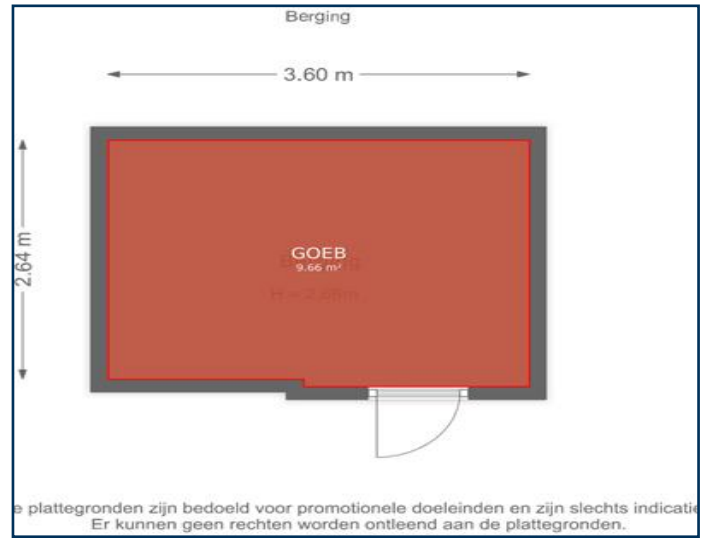 Berging
3.60 m
2.64 m
GOEB
9.66 m²
e plattegronden zijn bedoeld voor promotionele doeleinden en zijn slechts indicatie
Er kunnen geen rechten worden ontleend aan de plattegronden.